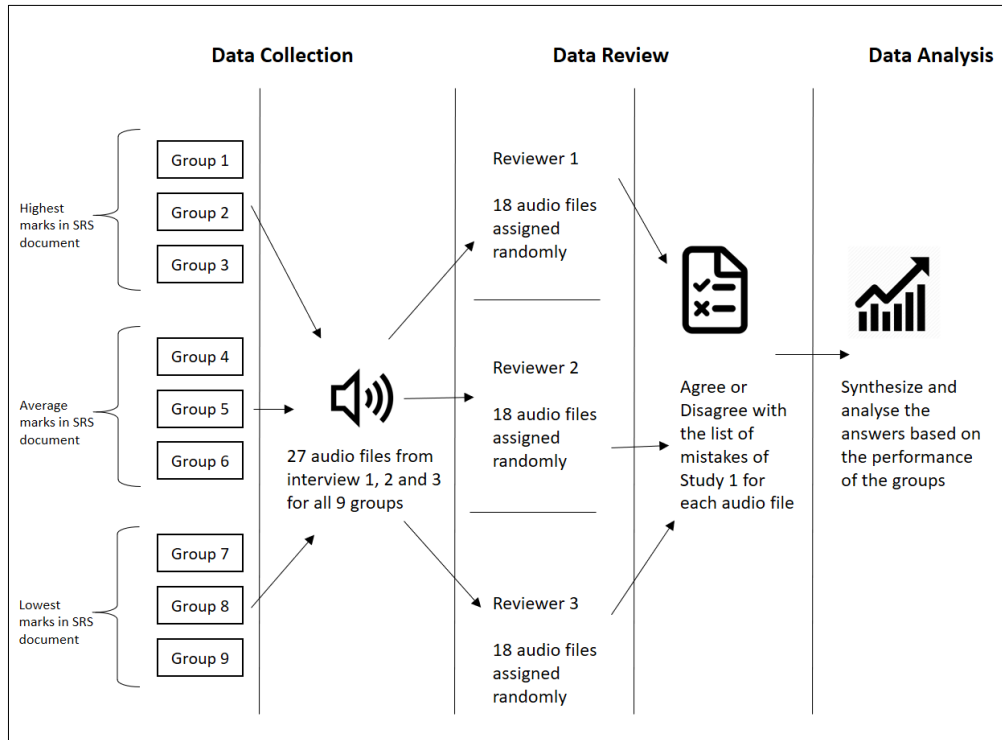 Data Collection
Data Review
Data Analysis
Highest
marks in SRS
document
Group 1
Group 2
Group 3
Average
marks in SRS
document
Group 4
Group 5
Group 6
Lowest
marks in SRS
document
Group 7
Group 8
Group 9
27 audio files from
interview 1, 2 and 3
for all 9 groups
Reviewer 1
18 audio files
assigned
randomly
Reviewer 2
18 audio files
assigned
randomly
Reviewer 3
18 audio files
assigned
randomly
Agree or
Disagree with
the list of
mistakes of
Study 1 for
each audio file
Synthesize and
analyse the
answers based on
the performance
of the groups